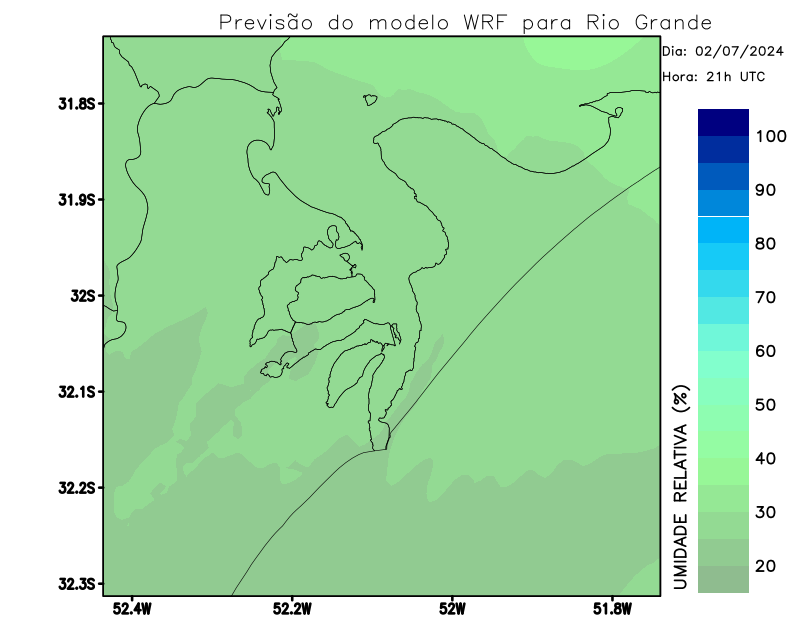 Previsão do modelo WRF para Rio Grande
Dia: 02/07/2024
Hora: 21h UTC
31.8S
31.9S
32S
32.1S
32.2S
32.3S
52.4W
52.2W
52W
51.8W
UMIDADE RELATIVA (%)
100
90
80
70
60
50
40
30
20